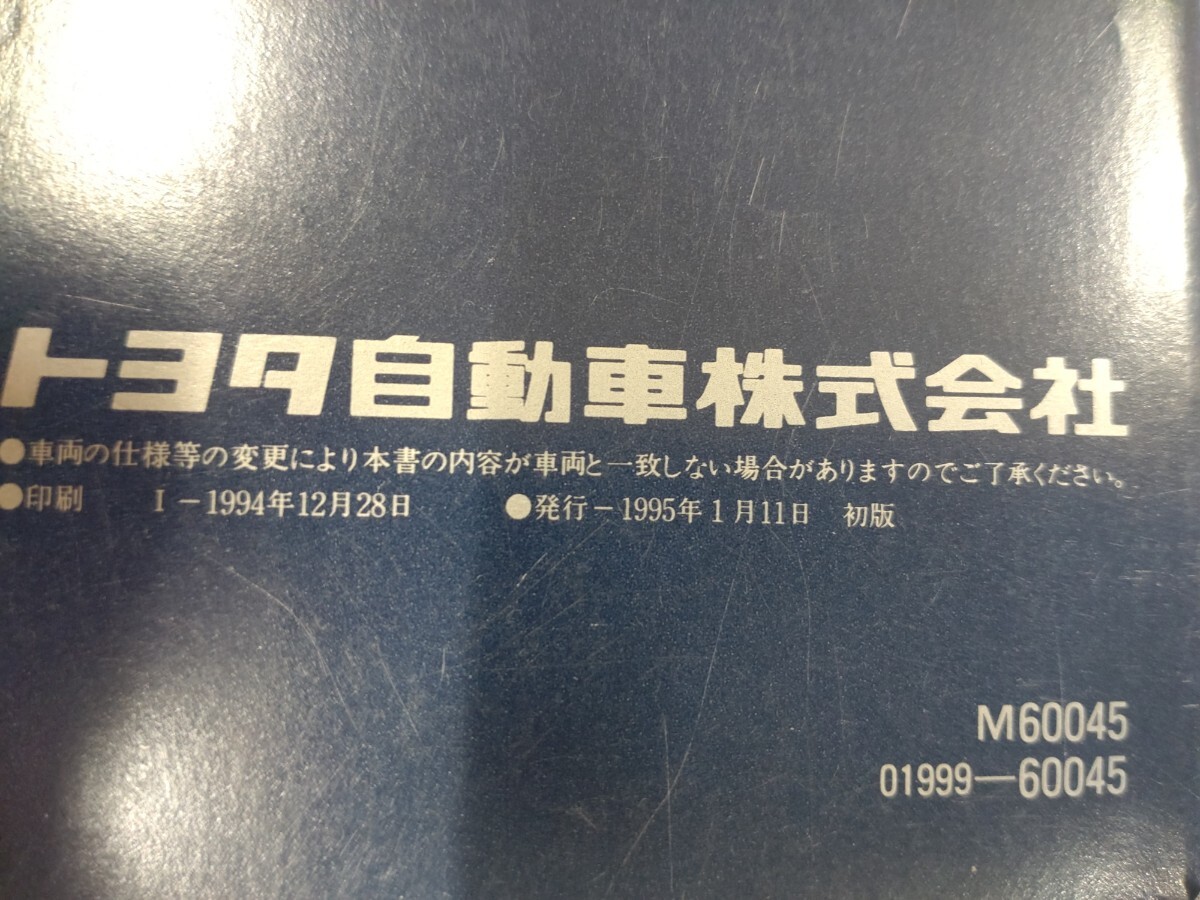 トヨタ自動車株式会社
●車両の仕様等の変更により本書の内容が車両と一致しない場合がありますのでご了承ください。
●印刷　Ⅰ－1994年12月28日　●発行－1995年1月11日　初版
M60045
01999—60045